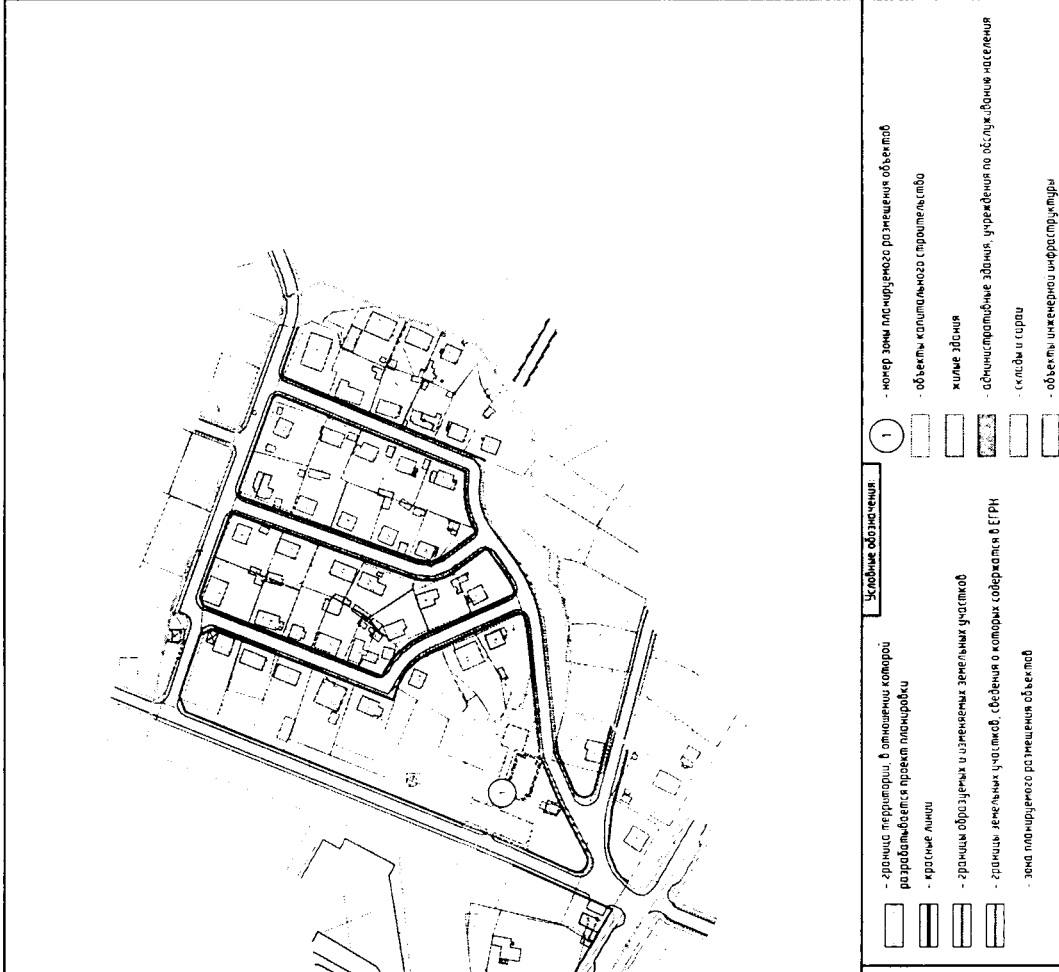 Условные обозначения:
- граница территории, в отношении которой
разрабатывается проект планировки
- красные линии
- границы образуемых и изменяемых земельных участков
- границы земельных участков, сведения о которых содержатся в ЕГРН
- зона планируемого размещения объектов
1
- номер зоны планируемого размещения объектов
- объекты капитального строительства
жилые здания
- административные здания, учреждения по обслуживанию населения
- склады и сараи
- объекты инженерной инфраструктуры
1